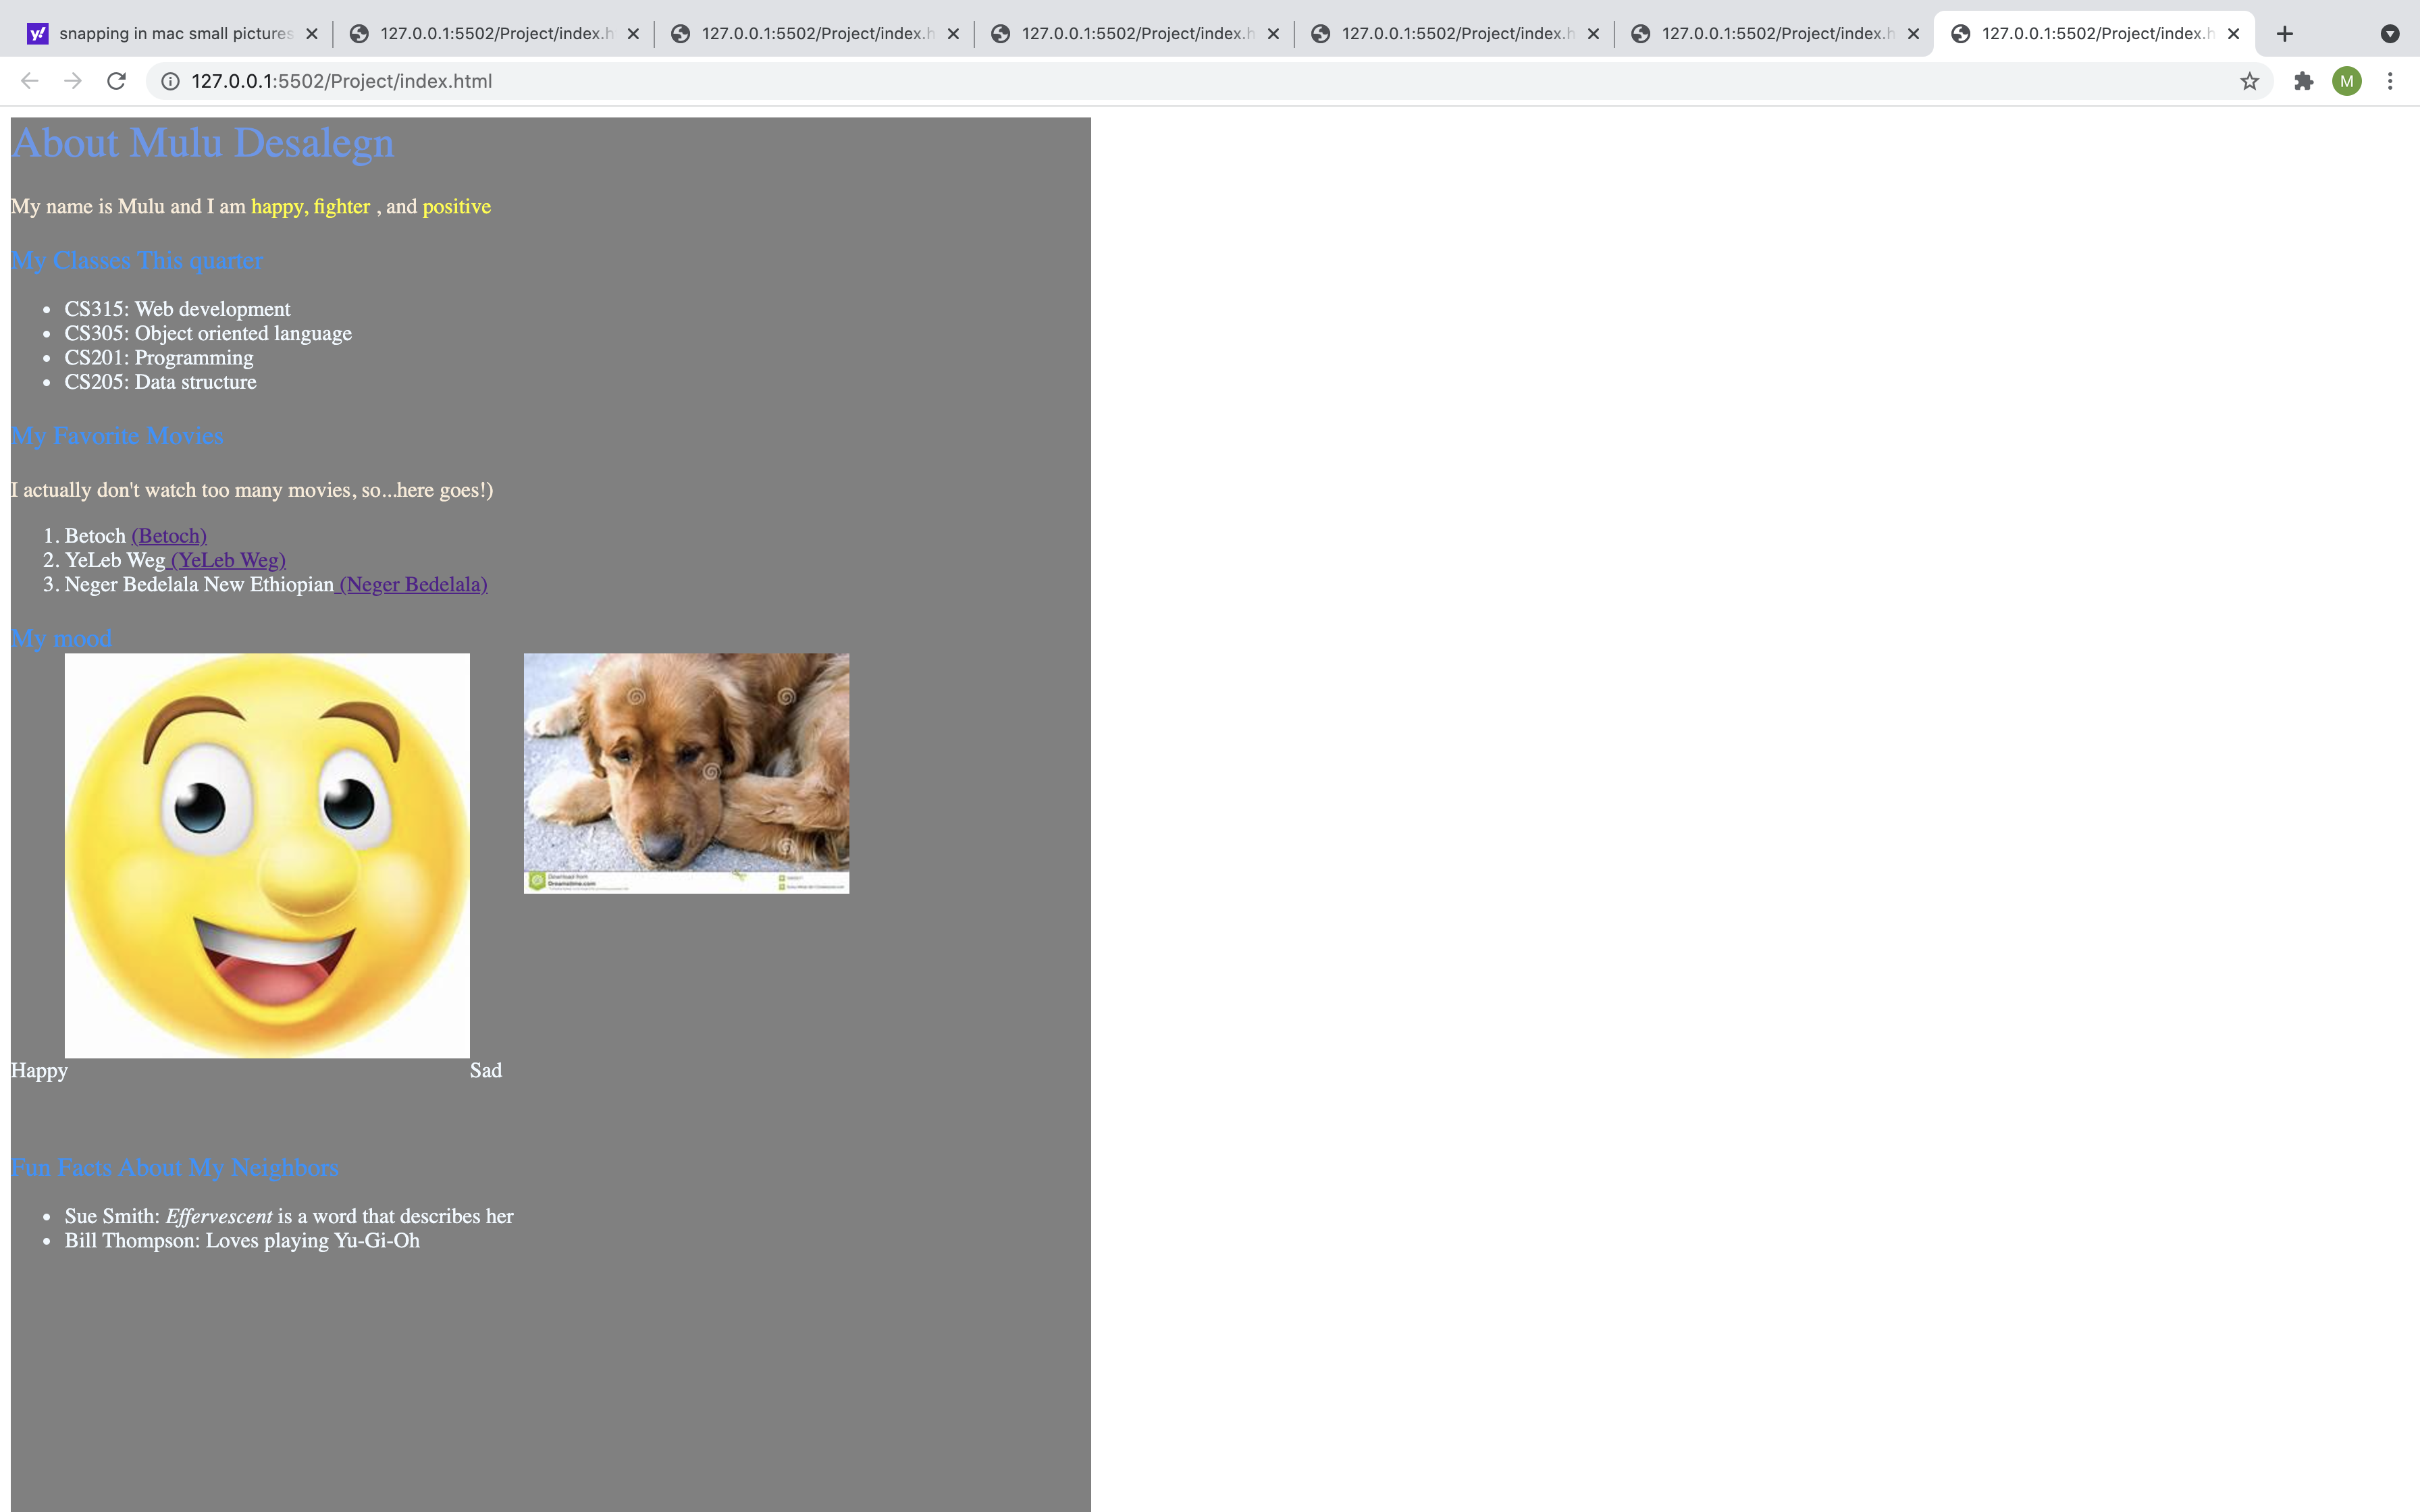 snapping in mac small pictures
127.0.0.1:5502/Project/index.h
127.0.0.1:5502/Project/index.h
127.0.0.1:5502/Project/index.h
127.0.0.1:5502/Project/index.h
127.0.0.1:5502/Project/index.h
127.0.0.1:5502/Project/index.h
127.0.0.1:5502/Project/index.html
M
About Mulu Desalegn
My name is Mulu and I am happy, fighter , and positive
My Classes This quarter
• CS315: Web development
• CS305: Object oriented language
• CS201: Programming
• CS205: Data structure
My Favorite Movies
I actually don't watch too many movies, so...here goes!)
1. Betoch (Betoch)
2. YeLeb Weg (YeLeb Weg)
3. Neger Bedelala New Ethiopian (Neger Bedelala)
My mood
Download from
Dreamstime.com
Happy Sad
Fun Facts About My Neighbors
• Sue Smith: Effervescent is a word that describes her
• Bill Thompson: Loves playing Yu-Gi-Oh